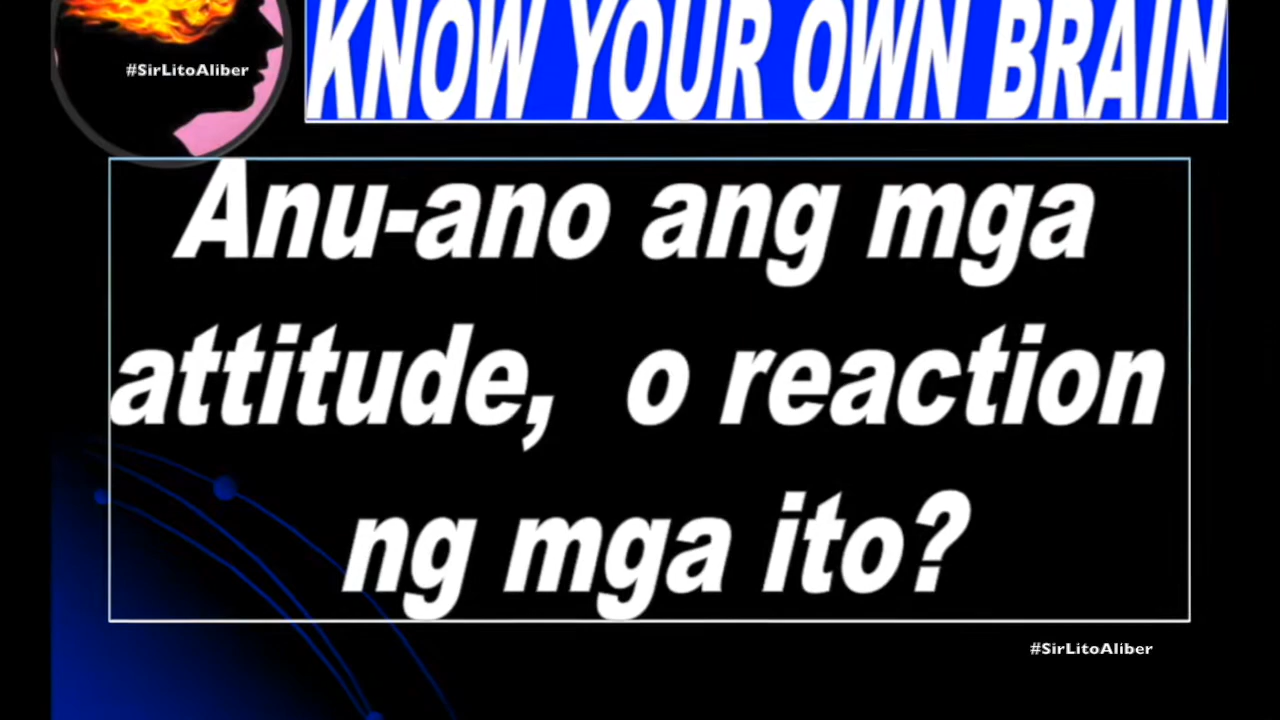 KNOW YOUR OWN BRAIN
#SirLitoAliber
Anu-ano ang mga
attitude, o reaction
ng mga ito?
#SirLitoAliber